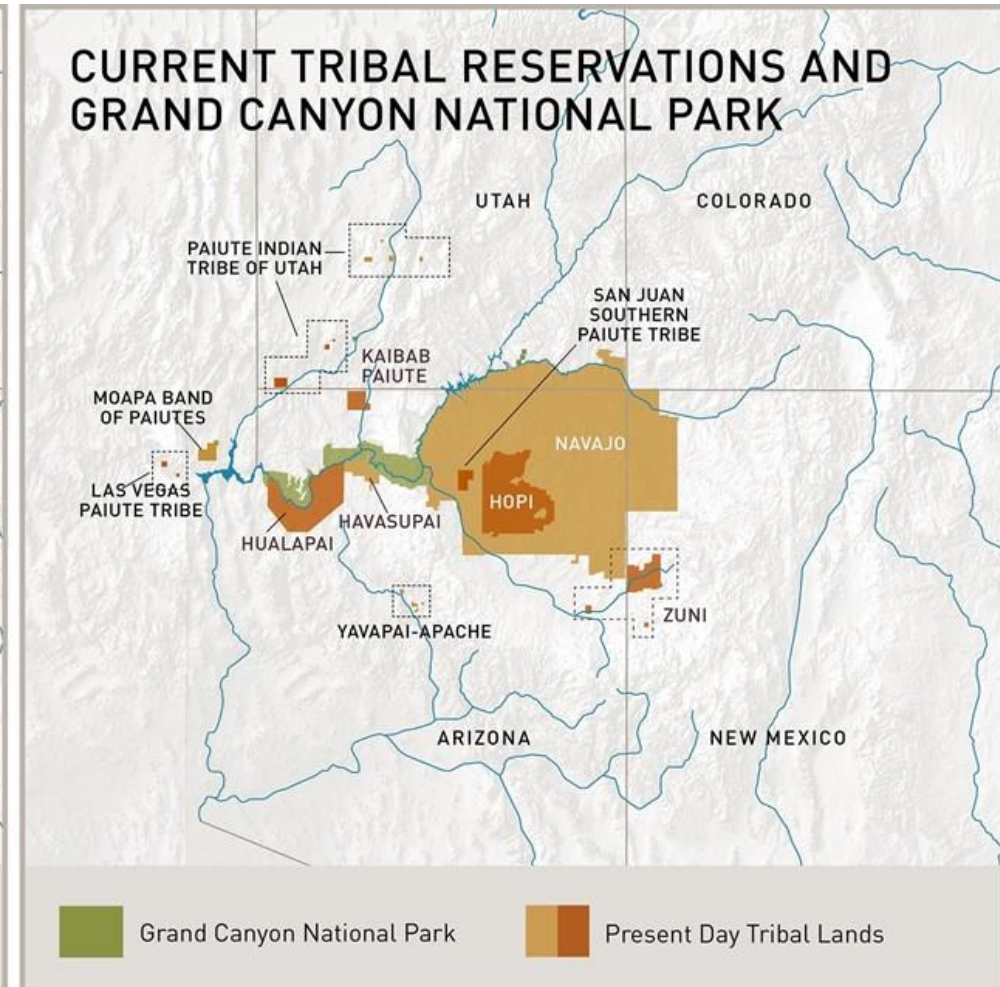 CURRENT TRIBAL RESERVATIONS AND
GRAND CANYON NATIONAL PARK
UTAH
COLORADO
PAIUTE INDIAN
TRIBE OF UTAH
SAN JUAN
SOUTHERN
PAIUTE TRIBE
KAIBAB
PAIUTE
MOAPA BAND
OF PAIUTES
NAVAJO
LAS VEGAS
PAIUTE TRIBE
HOPI
HAVASUPAI
HUALAPAI
ZUNI
YAVAPAI-APACHE
ARIZONA
NEW MEXICO
Grand Canyon National Park
Present Day Tribal Lands